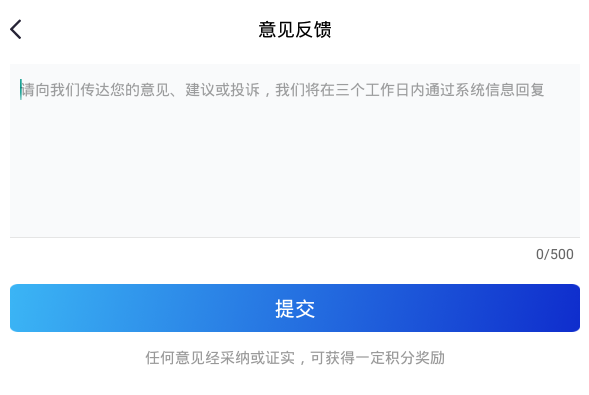 意见反馈
请向我们传达您的意见、建议或投诉，我们将在三个工作日内通过系统信息回复
0/500
提交
任何意见经采纳或证实，可获得一定积分奖励